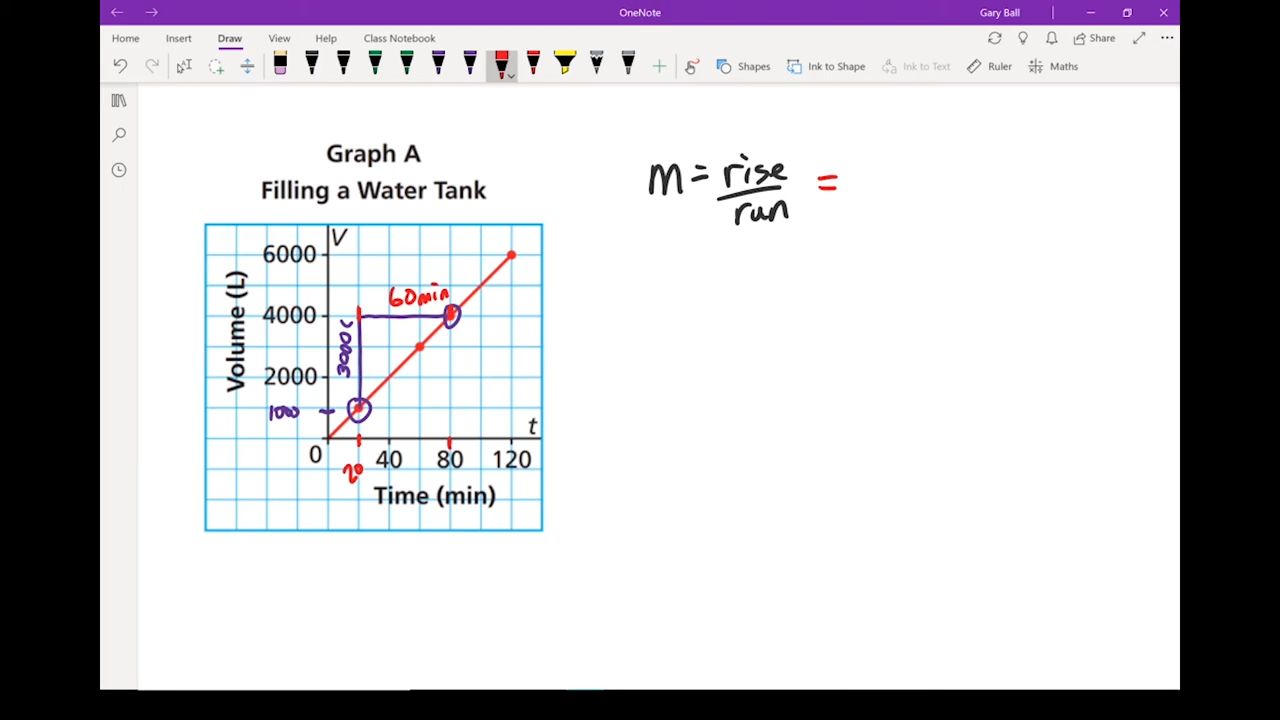 OneNote
Gary Ball
Home Insert Draw View Help Class Notebook
Share
Shapes Ink to Shape Ink to Text Ruler Maths
Graph A
Filling a Water Tank
m = rise =
run
V
6000
60min
4000
3000L
2000
1000
Volume (L)
t
0 40 80 120
20
Time (min)